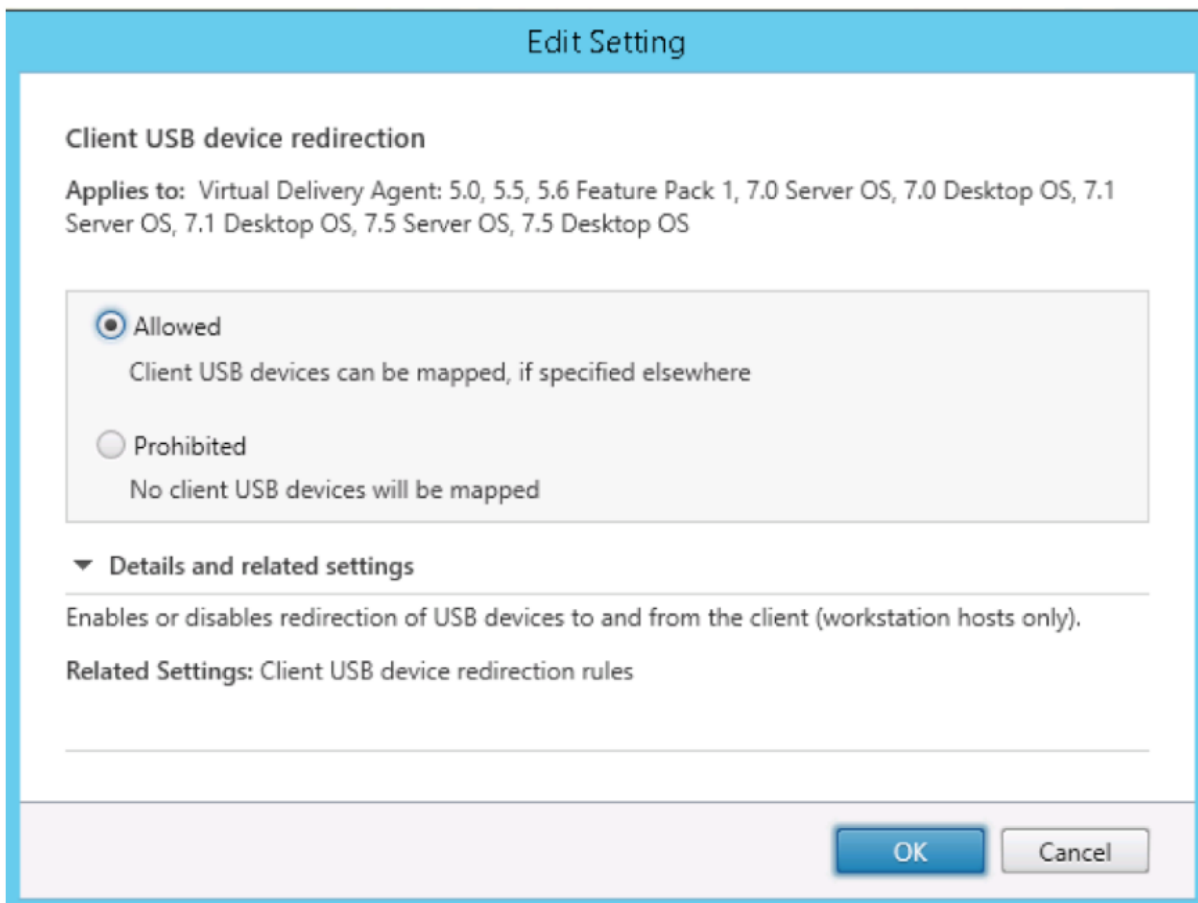 Edit Setting
Client USB device redirection
Applies to: Virtual Delivery Agent: 5.0, 5.5, 5.6 Feature Pack 1, 7.0 Server OS, 7.0 Desktop OS, 7.1
Server OS, 7.1 Desktop OS, 7.5 Server OS, 7.5 Desktop OS
Allowed
Client USB devices can be mapped, if specified elsewhere
Prohibited
No client USB devices will be mapped
Details and related settings
Enables or disables redirection of USB devices to and from the client (workstation hosts only).
Related Settings: Client USB device redirection rules
OK
Cancel